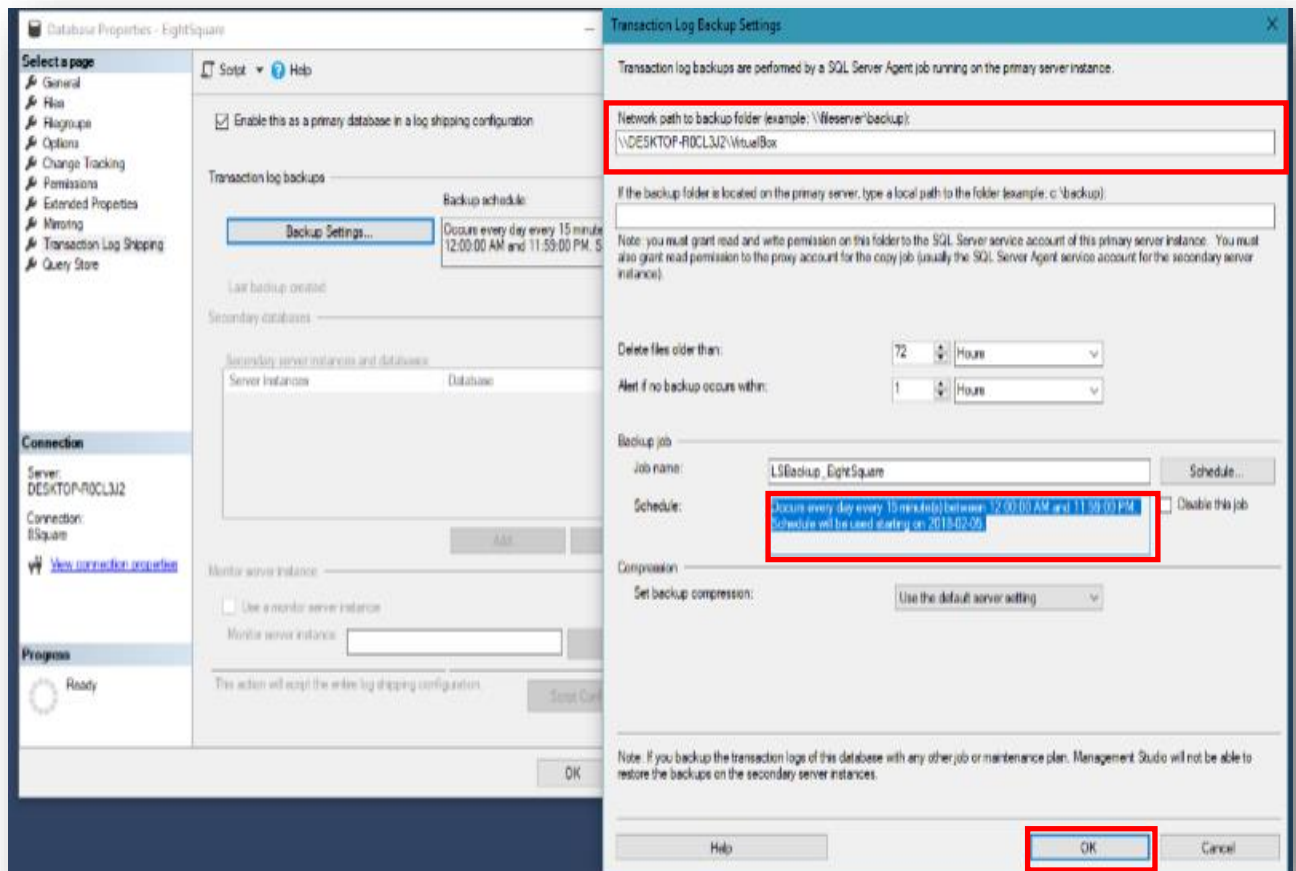 Database Properties - EightSquare
Select a page
General
Files
Filegroups
Options
Change Tracking
Permissions
Extended Properties
Mirroring
Transaction Log Shipping
Query Store
Connection
Server:
DESKTOP-R0CL3J2
Connection:
8Square
View connection properties
Progress
Ready
Script
Help
Enable this as a primary database in a log shipping configuration
Transaction log backups
Backup schedule:
Backup Settings...
Occurs every day every 15 minute
12:00:00 AM and 11:59:00 PM. S
Last backup created:
Secondary databases
Secondary server instances and databases:
Server Instances Database
Add
Monitor server instance
Use a monitor server instance
Monitor server instance:
This action will script the entire log shipping configuration.
Script Conf
OK
Transaction Log Backup Settings
Transaction log backups are performed by a SQL Server Agent job running on the primary server instance.
Network path to backup folder (example: \\fileserver\backup):
\\DESKTOP-R0CL3J2\VirtualBox
If the backup folder is located on the primary server, type a local path to the folder (example: c:\backup):
Note: you must grant read and write permission on this folder to the SQL Server service account of this primary server instance. You must
also grant read permission to the proxy account for the copy job (usually the SQL Server Agent service account for the secondary server
instance).
Delete files older than: 72 Hours
Alert if no backup occurs within: 1 Hours
Backup job
Job name: LSBackup_EightSquare Schedule...
Schedule: Occurs every day every 15 minute(s) between 12:00:00 AM and 11:59:00 PM. Disable this job
Schedule will be used starting on 2018-02-05.
Compression
Set backup compression: Use the default server setting
Note: If you backup the transaction logs of this database with any other job or maintenance plan, Management Studio will not be able to
restore the backups on the secondary server instances.
Help OK Cancel